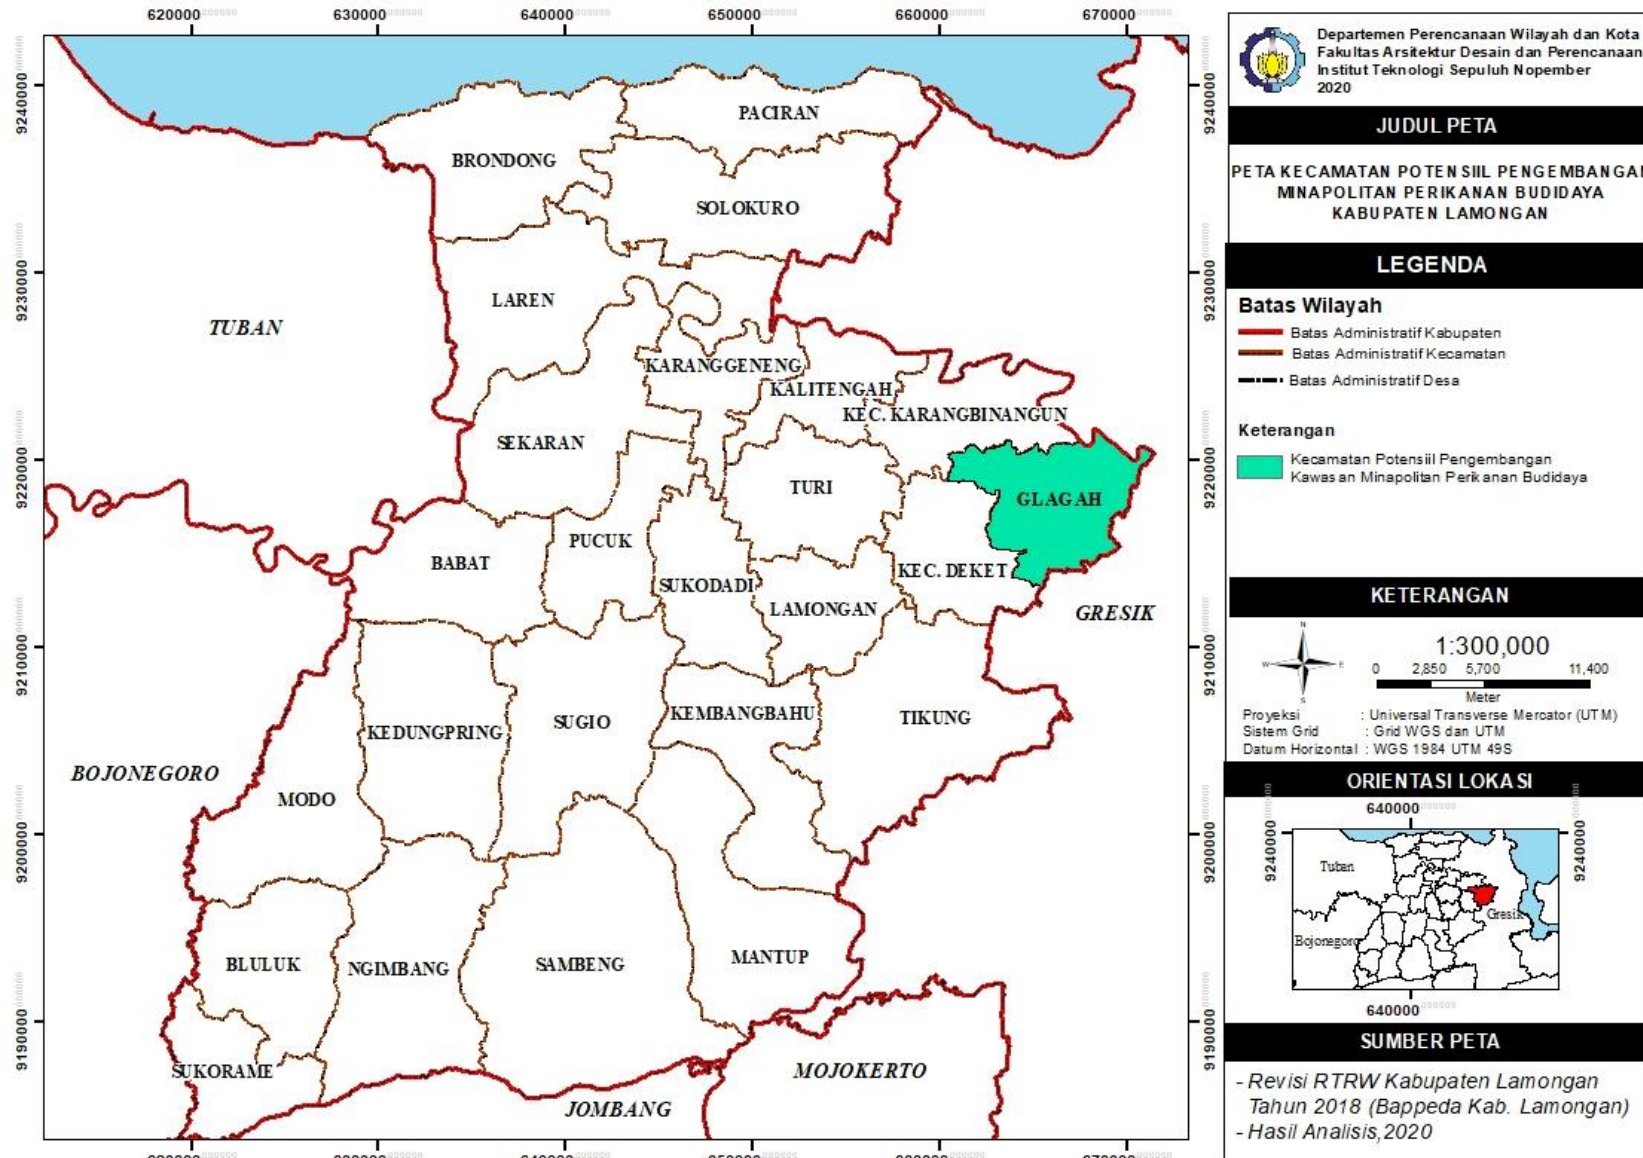 620000 630000 640000 650000 660000 670000
9240000
9230000
9220000
9210000
9200000
9190000
PACIRAN
BRONDONG
SOLOKURO
LAREN
TUBAN
KARANGGENENG
KALITENGAH
KEC. KARANGBINANGUN
SEKARAN
TURI
GLAGAH
PUCUK
BABAT
SUKODADI
KEC. DEKET
LAMONGAN
GRESIK
KEDUNGPRING
SUGIO
KEMBANGBAHU
TIKUNG
BOJONEGORO
MODO
BLULUK
NGIMBANG
SAMBENG
MANTUP
SUKORAME
MOJOKERTO
JOMBANG
9240000
9230000
9220000
9210000
9200000
9190000
Departemen Perencanaan Wilayah dan Kota
Fakultas Arsitektur Desain dan Perencanaan
Institut Teknologi Sepuluh Nopember
2020
JUDUL PETA
PETA KECAMATAN POTENSIIL PENGEMBANGAN
MINAPOLITAN PERIKANAN BUDIDAYA
KABUPATEN LAMONGAN
LEGENDA
Batas Wilayah
Batas Administratif Kabupaten
Batas Administratif Kecamatan
Batas Administratif Desa
Keterangan
Kecamatan Potensiil Pengembangan
Kawasan Minapolitan Perikanan Budidaya
KETERANGAN
N
W E
S
1:300,000
0 2,850 5,700 11,400
Meter
Proyeksi : Universal Transverse Mercator (UTM)
Sistem Grid : Grid WGS dan UTM
Datum Horizontal : WGS 1984 UTM 49S
ORIENTASI LOKASI
640000
9240000
9240000
Tuban
Gresik
Bojonegoro
640000
SUMBER PETA
- Revisi RTRW Kabupaten Lamongan
Tahun 2018 (Bappeda Kab. Lamongan)
- Hasil Analisis,2020